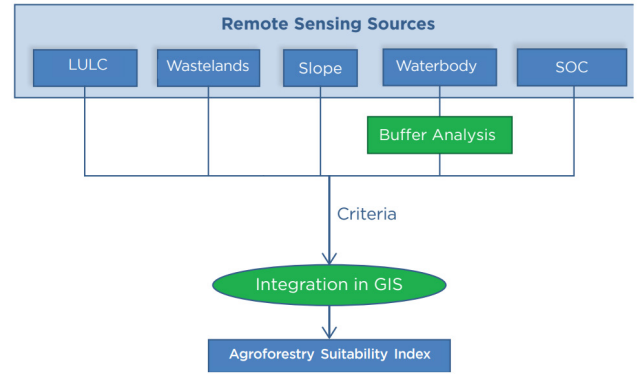 Remote Sensing Sources
LULC
Wastelands
Slope
Waterbody
SOC
Buffer Analysis
Criteria
Integration in GIS
Agroforestry Suitability Index